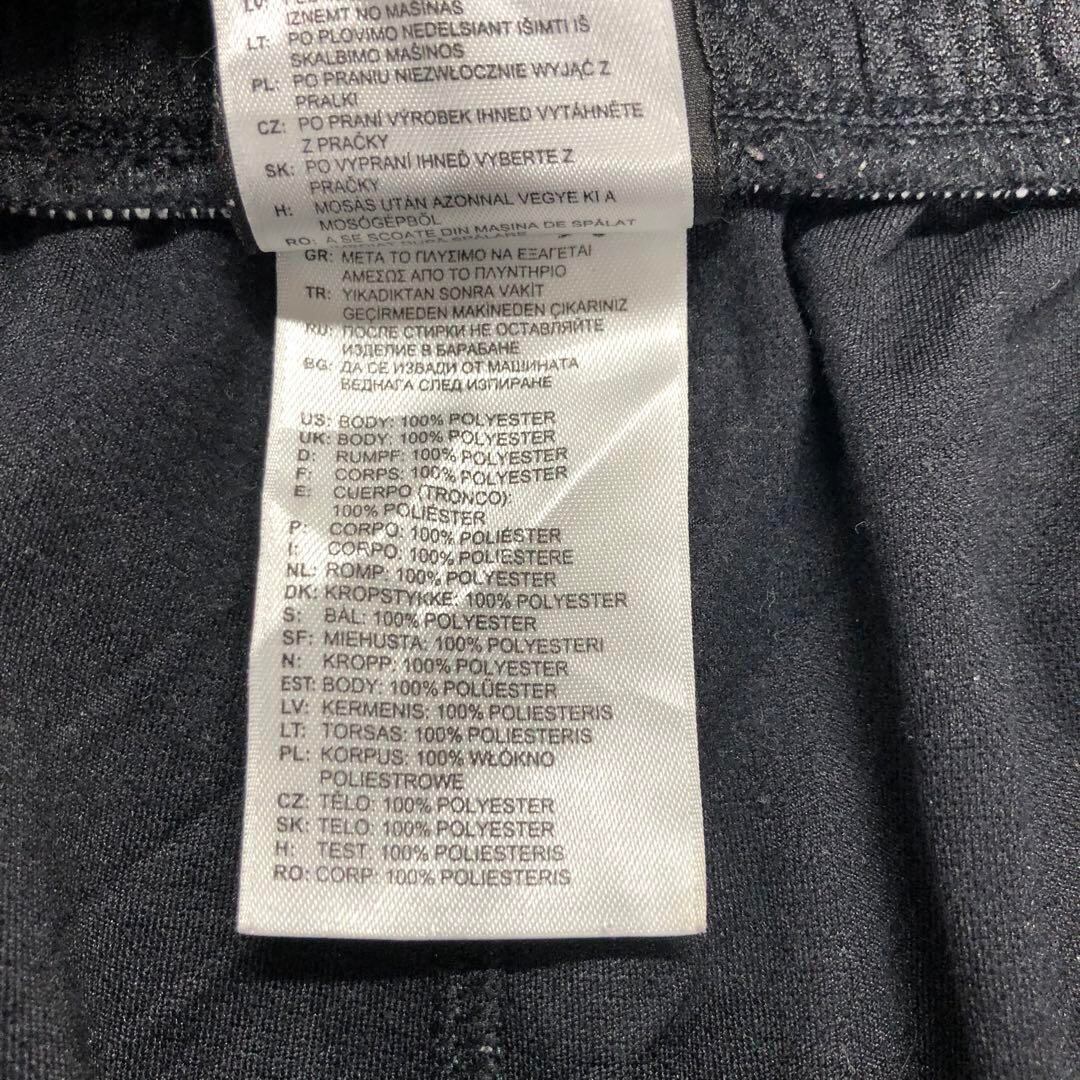 IZNEMT NO MAŠĪNAS
LT: PO PLOVIMO NEDELSIANT IŠIMTI IŠ
SKALBIMO MAŠINOS
PL: PO PRANIU NIEZWŁOCZNIE WYJĄĆ Z
PRALKI
CZ: PO PRANÍ VÝROBEK IHNED VYTÁHNĚTE
Z PRAČKY
SK: PO VYPRANÍ IHNEĎ VYBERTE Z
PRAČKY
H: MOSÁS UTÁN AZONNAL VEGYE KI A
MOSÓGÉPBŐL
RO: A SE SCOATE DIN MAȘINA DE SPĂLAT
GR: ΜΕΤΑ ΤΟ ΠΛΥΣΙΜΟ ΝΑ ΕΞΑΓΕΤΑΙ
ΑΜΕΣΩΣ ΑΠΟ ΤΟ ΠΛΥΝΤΗΡΙΟ
TR: YIKADIKTAN SONRA VAKİT
GEÇİRMEDEN MAKİNEDEN ÇIKARINIZ
RU: ПОСЛЕ СТИРКИ НЕ ОСТАВЛЯЙТЕ
ИЗДЕЛИЕ В БАРАБАНЕ
BG: ДА СЕ ИЗВАДИ ОТ МАШИНАТА
ВЕДНАГА СЛЕД ИЗПИРАНЕ
US: BODY: 100% POLYESTER
UK: BODY: 100% POLYESTER
D: RUMPF: 100% POLYESTER
F: CORPS: 100% POLYESTER
E: CUERPO (TRONCO):
100% POLIÉSTER
P: CORPO: 100% POLIÉSTER
I: CORPO: 100% POLIESTERE
NL: ROMP: 100% POLYESTER
DK: KROPSTYKKE: 100% POLYESTER
S: BÅL: 100% POLYESTER
SF: MIEHUSTA: 100% POLYESTERI
N: KROPP: 100% POLYESTER
EST: BODY: 100% POLÜESTER
LV: KERMENIS: 100% POLIESTERIS
LT: TORSAS: 100% POLIESTERIS
PL: KORPUS: 100% WŁÓKNO
POLIESTROWE
CZ: TĚLO: 100% POLYESTER
SK: TELO: 100% POLYESTER
H: TEST: 100% POLIESTERIS
RO: CORP: 100% POLIESTERIS